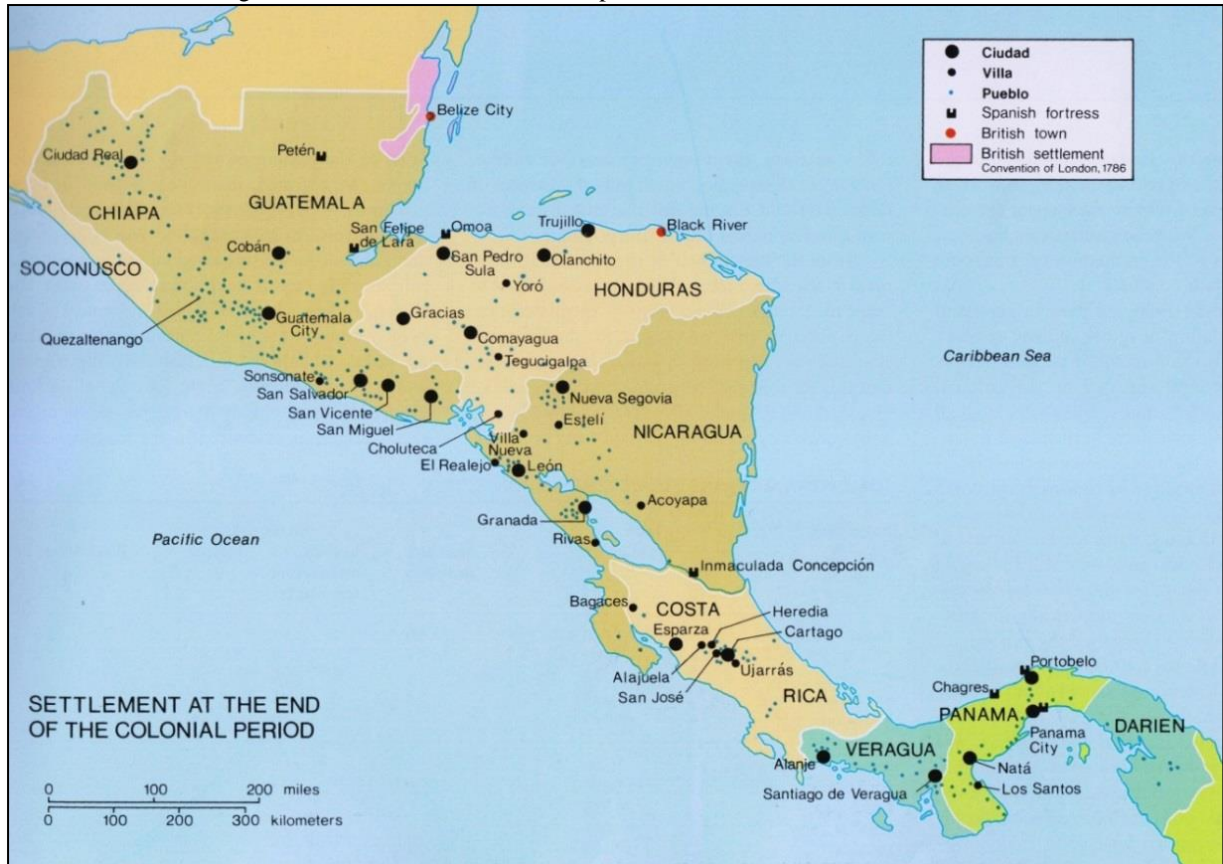 Ciudad
Villa
Pueblo
Spanish fortress
British town
British settlement
Convention of London, 1786
Belize City
Ciudad Real
Petén
CHIAPA
GUATEMALA
San Felipe
de Lara
Omoa
Trujillo
Black River
Cobán
San Pedro
Sula
Olanchito
SOCONUSCO
Yoró
HONDURAS
Gracias
Guatemala
City
Quezaltenango
Comayagua
Caribbean Sea
Tegucigalpa
Sonsonate
San Salvador
Nueva Segovia
San Vicente
San Miguel
Estelí
NICARAGUA
Choluteca
Villa
Nueva
El Realejo
León
Acoyapa
Granada
Pacific Ocean
Rivas
Inmaculada Concepción
Bagaces
COSTA
Heredia
Esparza
Cartago
Alajuela
Ujarrás
San José
Portobelo
Chagres
RICA
SETTLEMENT AT THE END
OF THE COLONIAL PERIOD
PANAMA
DARIEN
Panama
City
VERAGUA
Alanje
Natá
Santiago de Veragua
Los Santos
0 100 200 miles
0 100 200 300 kilometers